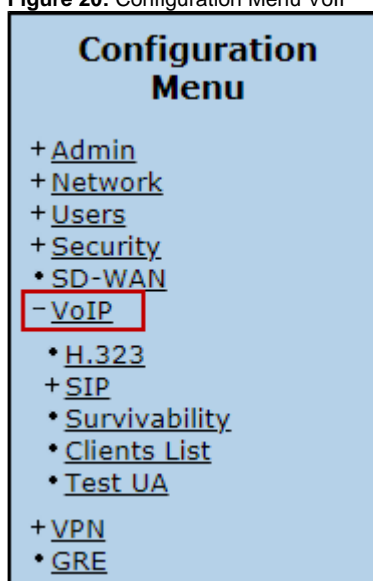 Figure 20: Configuration Menu VoIP
Configuration
Menu
+ Admin
+ Network
+ Users
+ Security
• SD-WAN
− VoIP
• H.323
+ SIP
• Survivability
• Clients List
• Test UA
+ VPN
• GRE